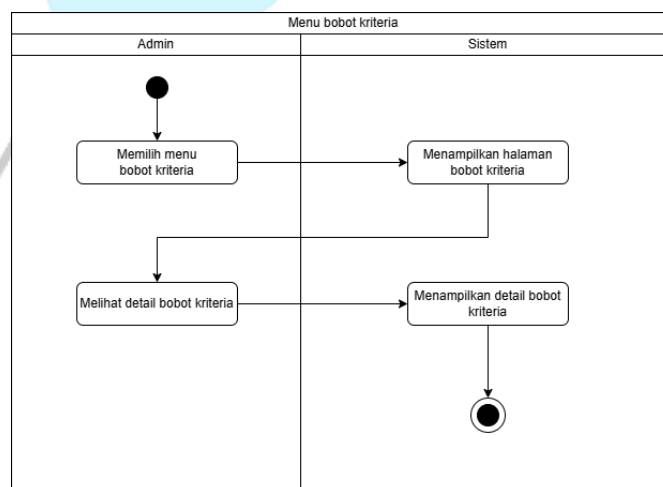 Menu bobot kriteria
Admin
Sistem
Memilih menu
bobot kriteria
Menampilkan halaman
bobot kriteria
Melihat detail bobot kriteria
Menampilkan detail bobot
kriteria